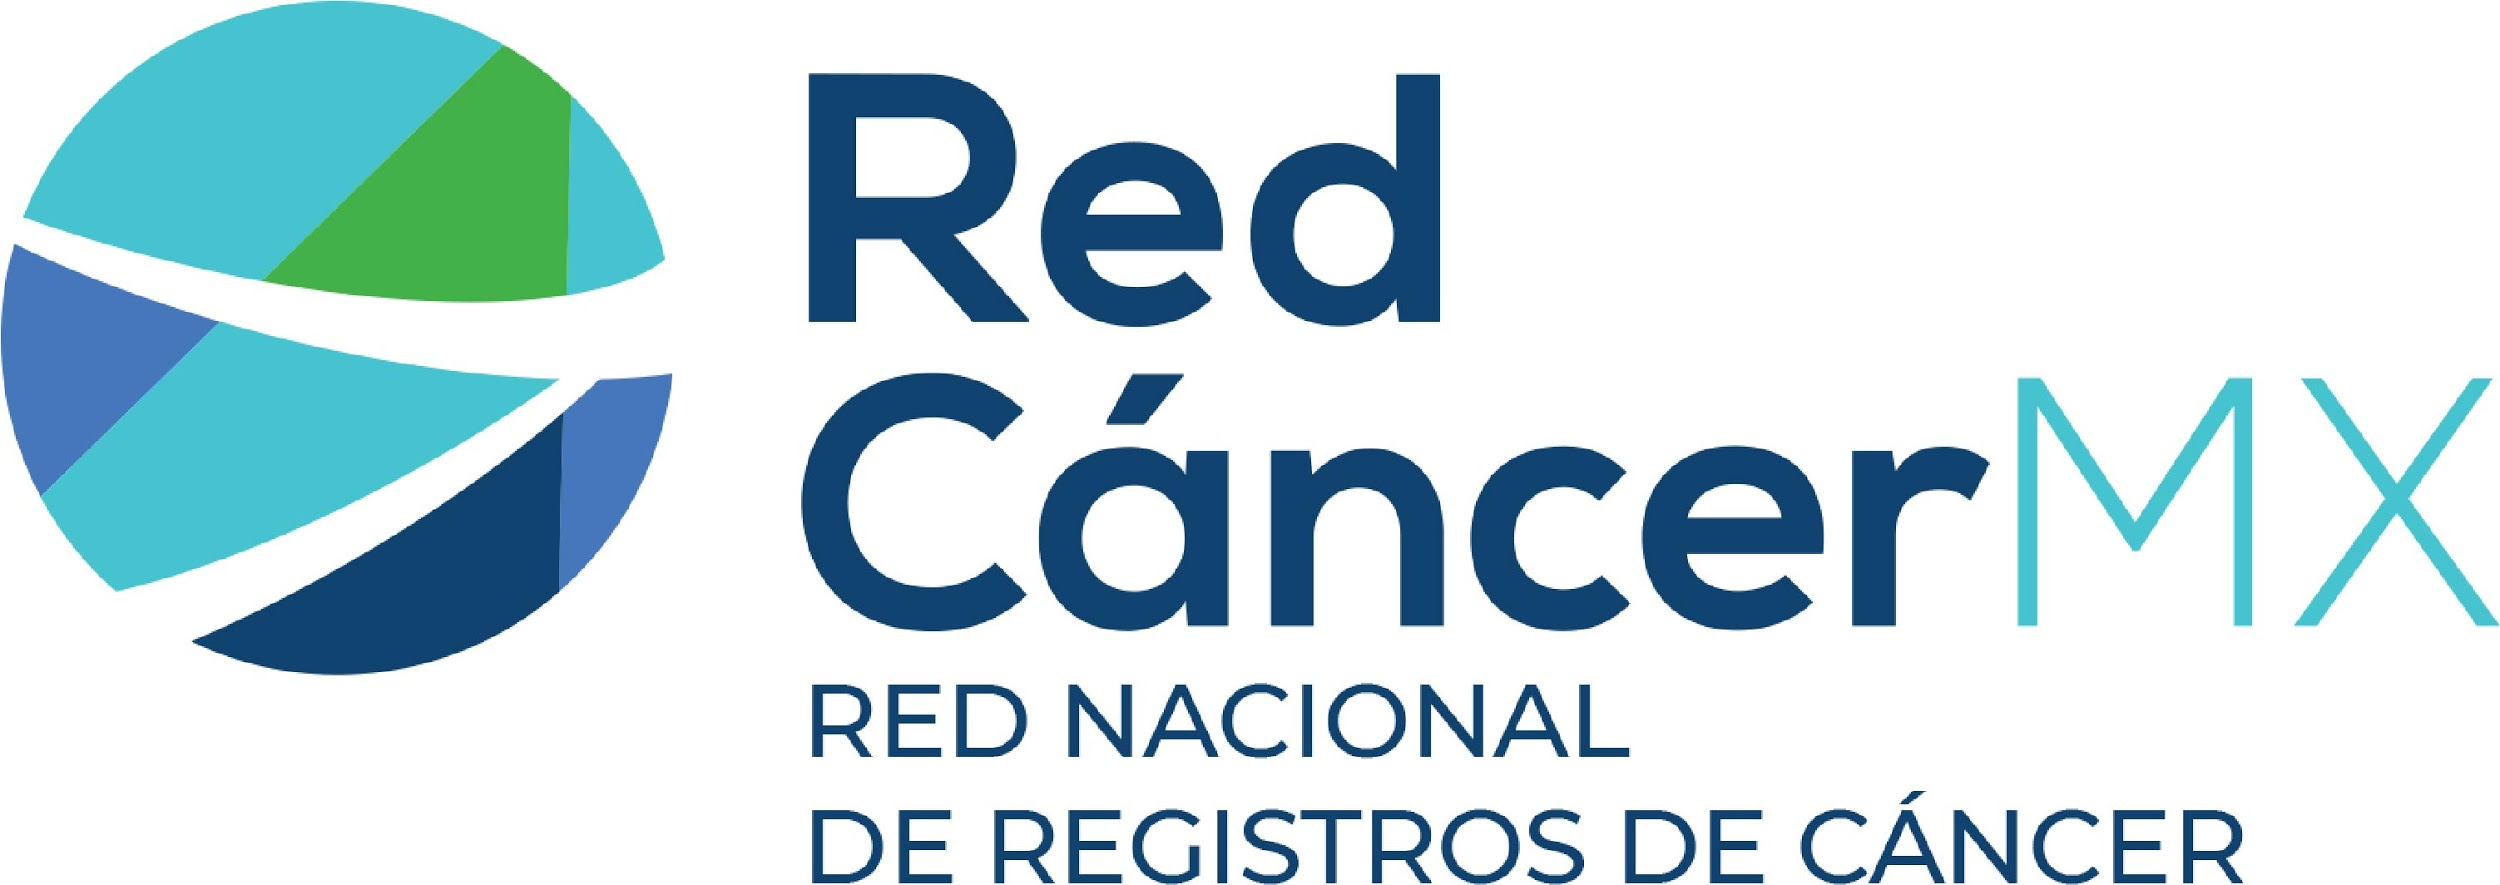 Red
CáncerMX
RED NACIONAL
DE REGISTROS DE CÁNCER